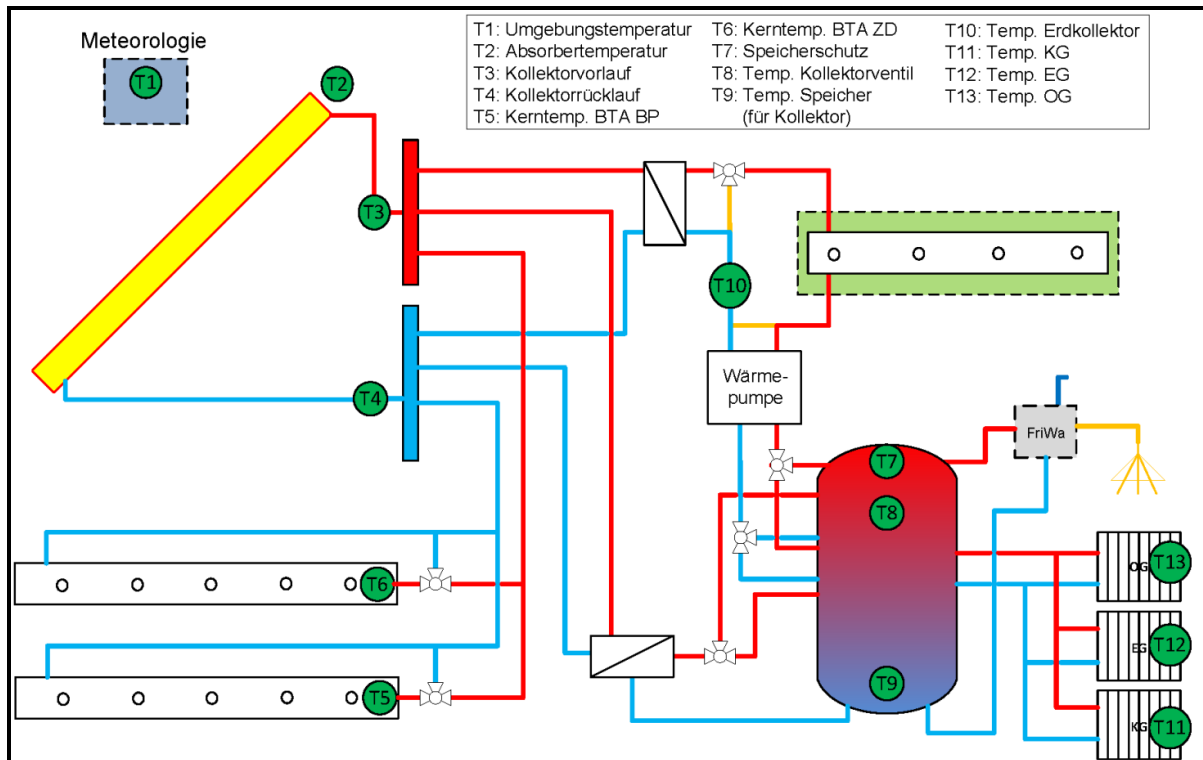 T1: Umgebungstemperatur
T2: Absorbertemperatur
T3: Kollektorvorlauf
T4: Kollektorrücklauf
T5: Kerntemp. BTA BP
T6: Kerntemp. BTA ZD
T7: Speicherschutz
T8: Temp. Kollektorventil
T9: Temp. Speicher
(für Kollektor)
T10: Temp. Erdkollektor
T11: Temp. KG
T12: Temp. EG
T13: Temp. OG
Meteorologie
T1
T2
T3
T10
T4
Wärme-
pumpe
FriWa
T7
T8
T6
OG
T13
EG
T12
T5
T9
KG
T11